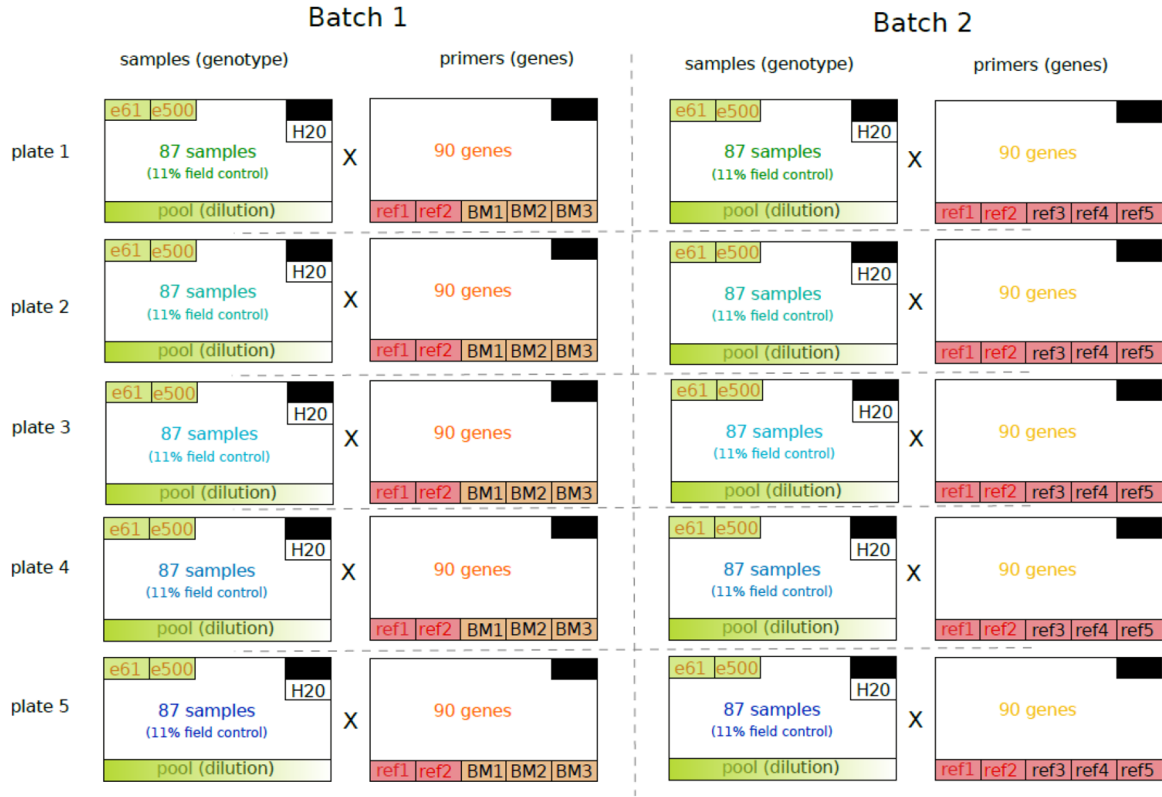 Batch 1
Batch 2
samples (genotype) primers (genes)
samples (genotype) primers (genes)
plate 1
e61 e500
H20
87 samples
(11% field control)
pool (dilution)
X
90 genes
ref1 ref2 BM1 BM2 BM3
e61 e500
H20
87 samples
(11% field control)
pool (dilution)
X
90 genes
ref1 ref2 ref3 ref4 ref5
plate 2
e61 e500
H20
87 samples
(11% field control)
pool (dilution)
X
90 genes
ref1 ref2 BM1 BM2 BM3
e61 e500
H20
87 samples
(11% field control)
pool (dilution)
X
90 genes
ref1 ref2 ref3 ref4 ref5
plate 3
e61 e500
H20
87 samples
(11% field control)
pool (dilution)
X
90 genes
ref1 ref2 BM1 BM2 BM3
e61 e500
H20
87 samples
(11% field control)
pool (dilution)
X
90 genes
ref1 ref2 ref3 ref4 ref5
plate 4
e61 e500
H20
87 samples
(11% field control)
pool (dilution)
X
90 genes
ref1 ref2 BM1 BM2 BM3
e61 e500
H20
87 samples
(11% field control)
pool (dilution)
X
90 genes
ref1 ref2 ref3 ref4 ref5
plate 5
e61 e500
H20
87 samples
(11% field control)
pool (dilution)
X
90 genes
ref1 ref2 BM1 BM2 BM3
e61 e500
H20
87 samples
(11% field control)
pool (dilution)
X
90 genes
ref1 ref2 ref3 ref4 ref5